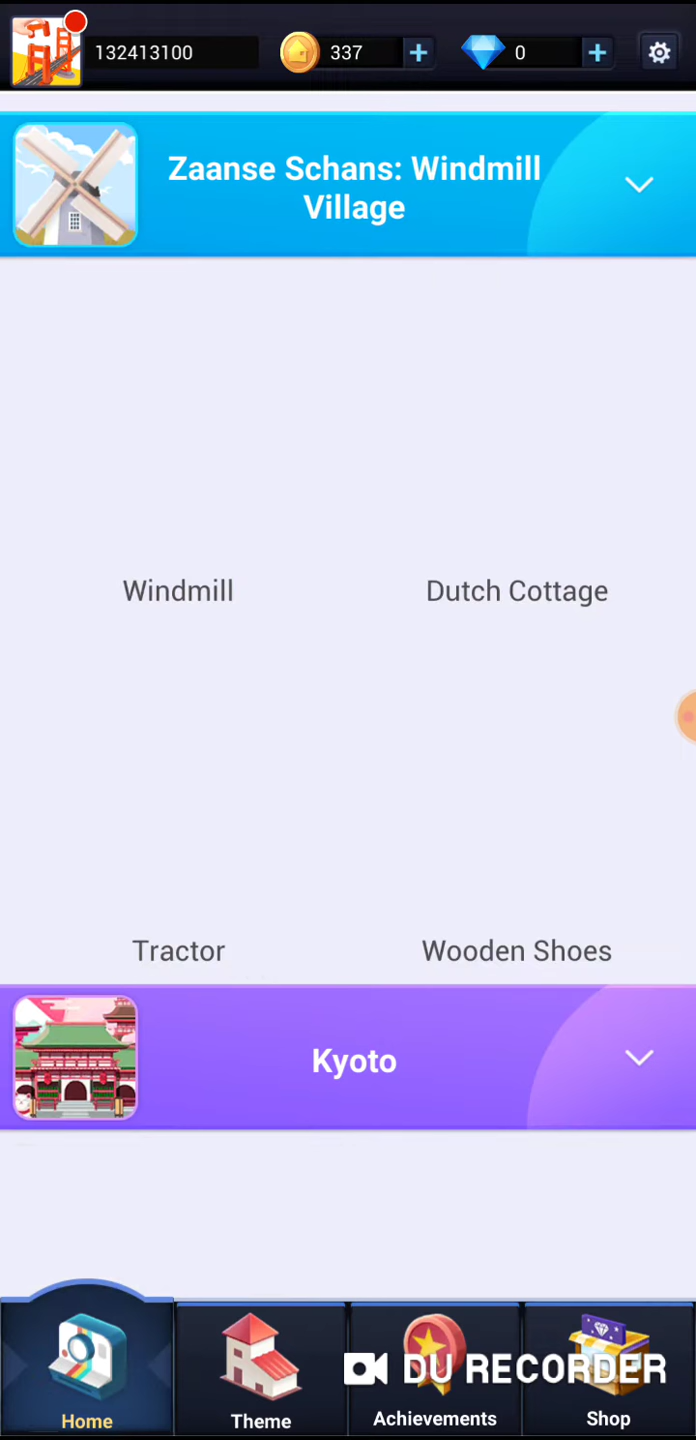 132413100
337
0
Zaanse Schans: Windmill
Village
Windmill
Dutch Cottage
Tractor
Wooden Shoes
Kyoto
DU RECORDER
Home
Theme
Achievements
Shop